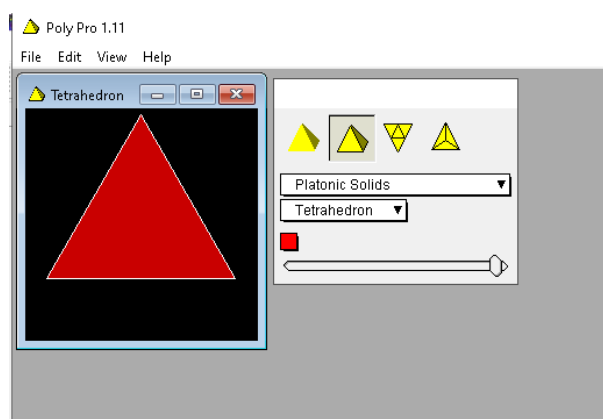 Poly Pro 1.11
File Edit View Help
Tetrahedron
Platonic Solids
Tetrahedron